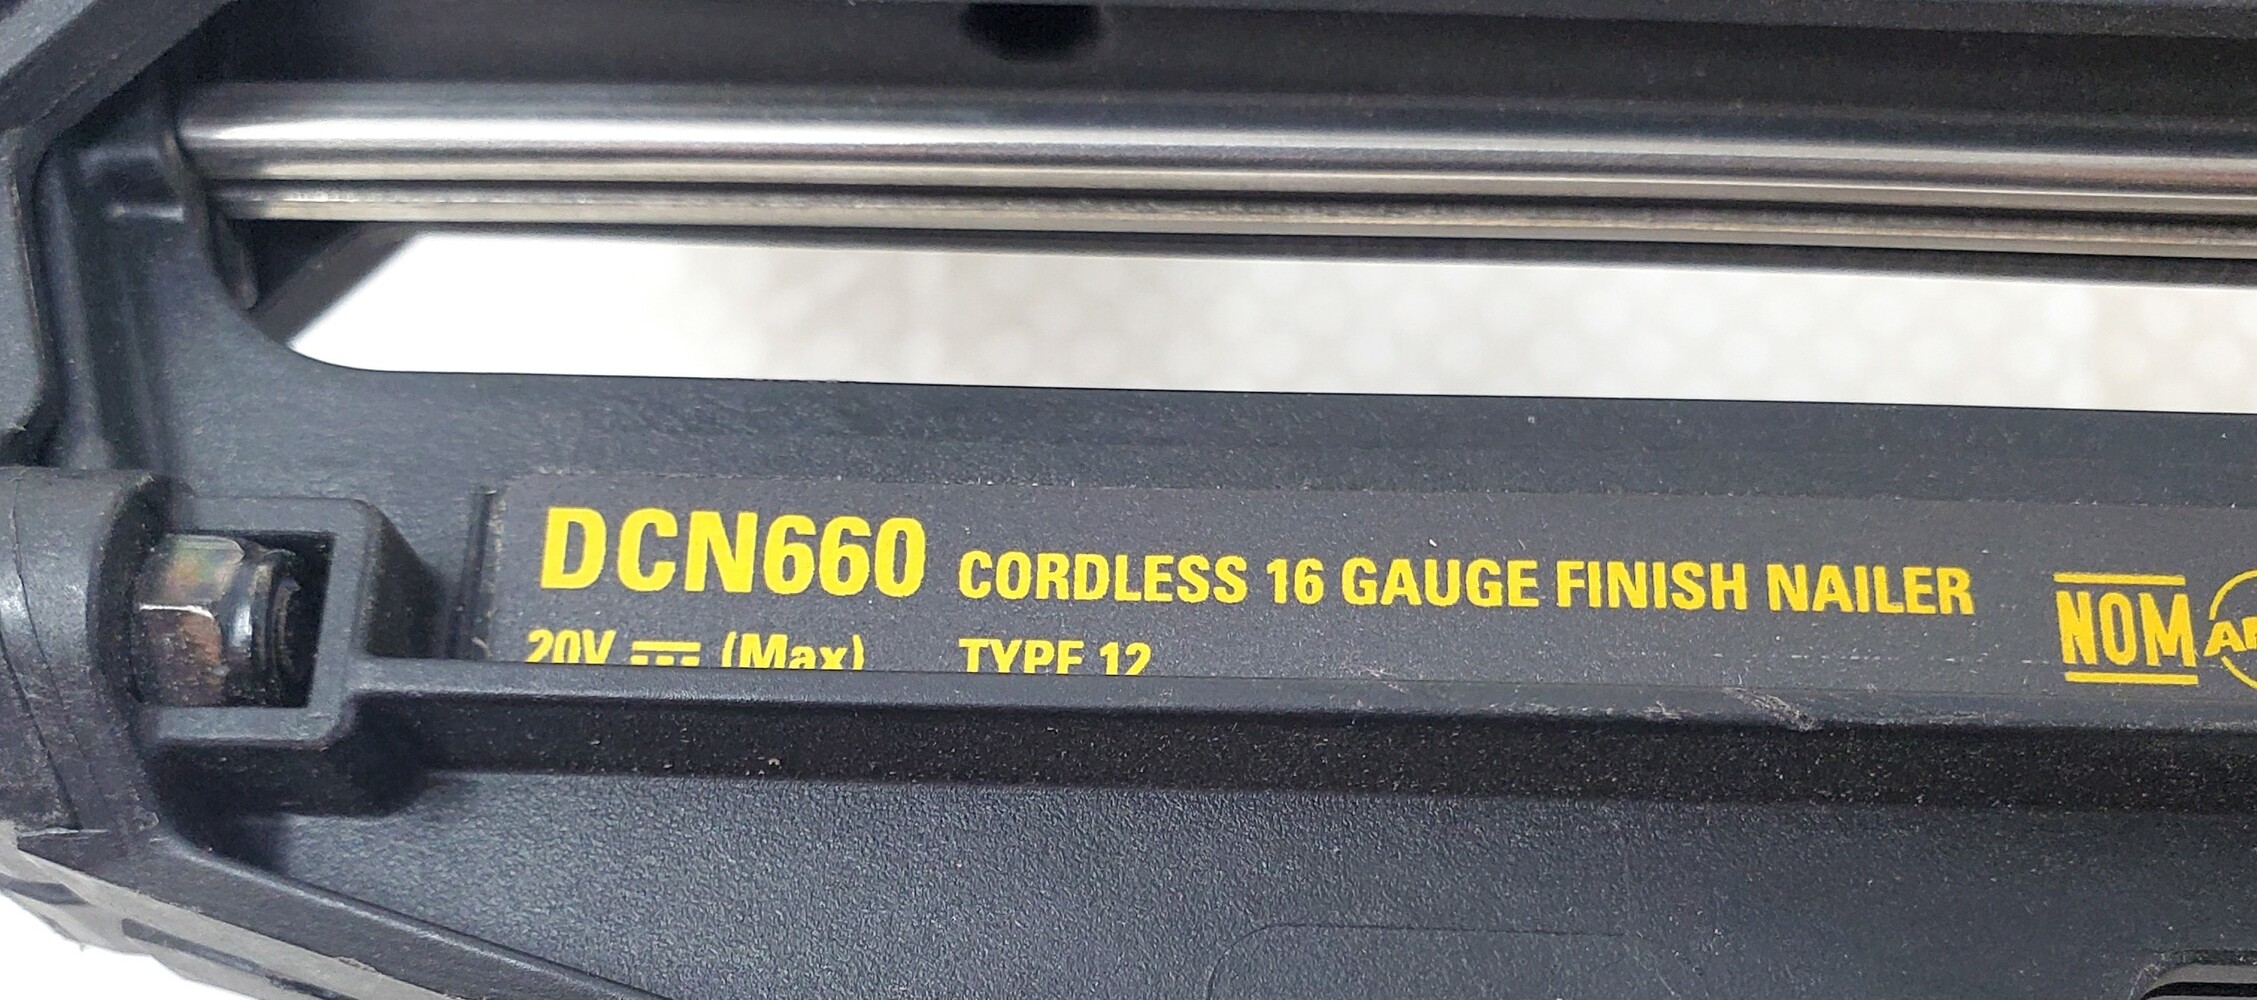 DCN660 CORDLESS 16 GAUGE FINISH NAILER
20V ⎓ (Max) TYPE 12
NOM